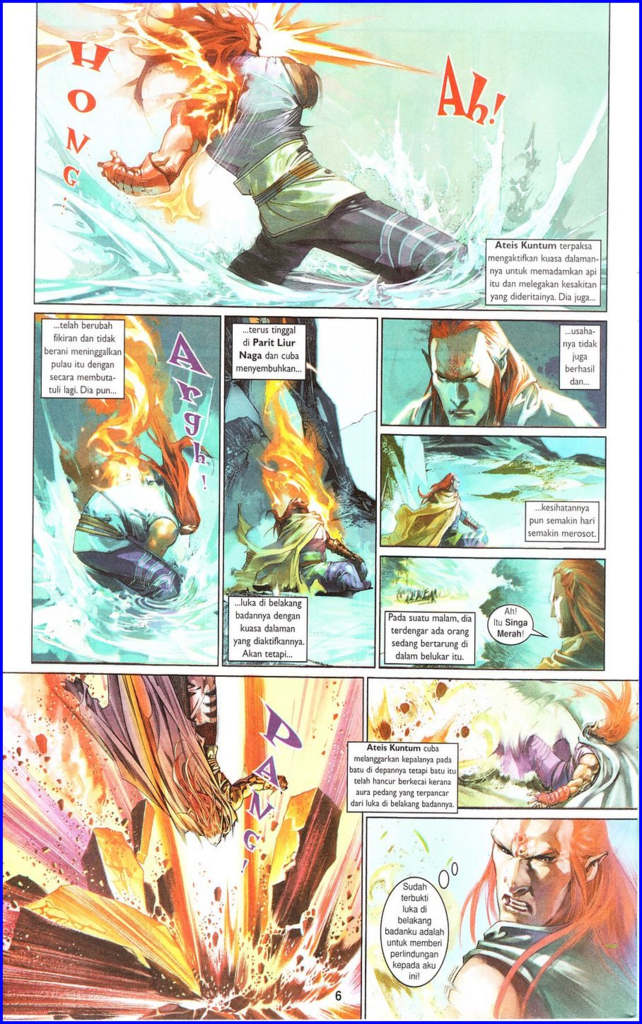 HONG!
Ah!
Ateis Kuntum terpaksa
mengaktifkan kuasa dalaman-
nya untuk memadamkan api
itu dan melegakan kesakitan
yang dideritainya. Dia juga...
...telah berubah
fikiran dan tidak
berani meninggalkan
pulau itu dengan
secara membuta-
tuli lagi. Dia pun...
Argh!
...terus tinggal
di Parit Liur
Naga dan cuba
menyembuhkan...
...luka di belakang
badannya dengan
kuasa dalaman
yang diaktifkannya.
Akan tetapi...
...usaha-
nya tidak
juga
berhasil
dan...
...kesihatannya
pun semakin hari
semakin merosot.
Pada suatu malam, dia
terdengar ada orang
sedang bertarung di
dalam belukar itu.
Ah!
Itu Singa
Merah!
PANG!
Ateis Kuntum cuba
melanggarkan kepalanya pada
batu di depannya tetapi batu itu
telah hancur berkecai kerana
aura pedang yang terpancar
dari luka di belakang badannya.
Sudah
terbukti
luka di
belakang
badanku adalah
untuk memberi
perlindungan
kepada aku
ini!
6